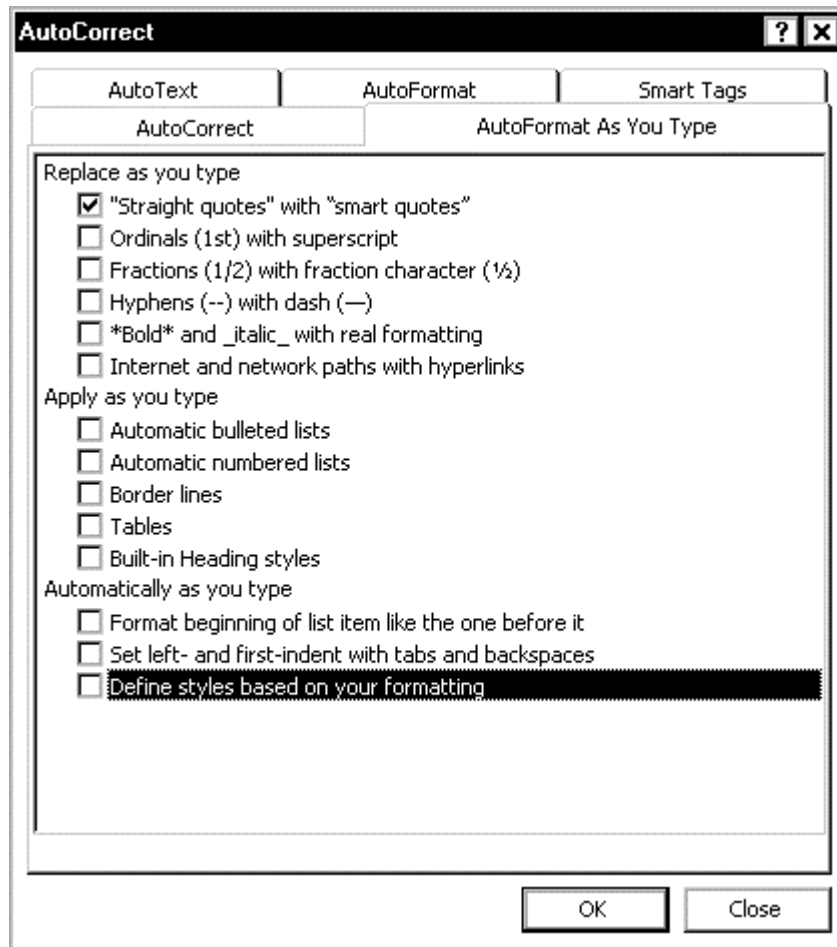 AutoCorrect
AutoText AutoFormat Smart Tags
AutoCorrect AutoFormat As You Type
Replace as you type
"Straight quotes" with “smart quotes”
Ordinals (1st) with superscript
Fractions (1/2) with fraction character (½)
Hyphens (--) with dash (—)
*Bold* and _italic_ with real formatting
Internet and network paths with hyperlinks
Apply as you type
Automatic bulleted lists
Automatic numbered lists
Border lines
Tables
Built-in Heading styles
Automatically as you type
Format beginning of list item like the one before it
Set left- and first-indent with tabs and backspaces
Define styles based on your formatting
OK Close